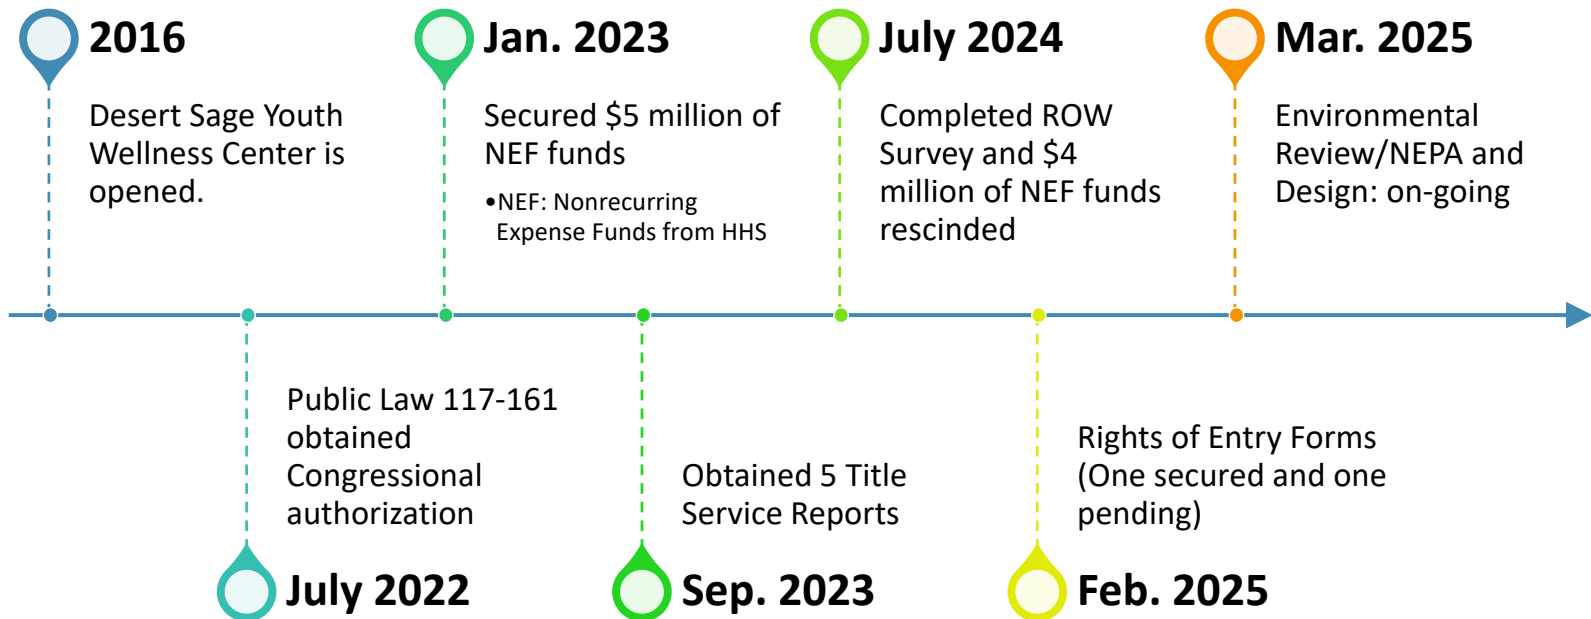 2016
Desert Sage Youth
Wellness Center is
opened.
Jan. 2023
Secured $5 million of
NEF funds
•NEF: Nonrecurring
Expense Funds from HHS
July 2024
Completed ROW
Survey and $4
million of NEF funds
rescinded
Mar. 2025
Environmental
Review/NEPA and
Design: on-going
Public Law 117-161
obtained
Congressional
authorization
July 2022
Obtained 5 Title
Service Reports
Sep. 2023
Rights of Entry Forms
(One secured and one
pending)
Feb. 2025